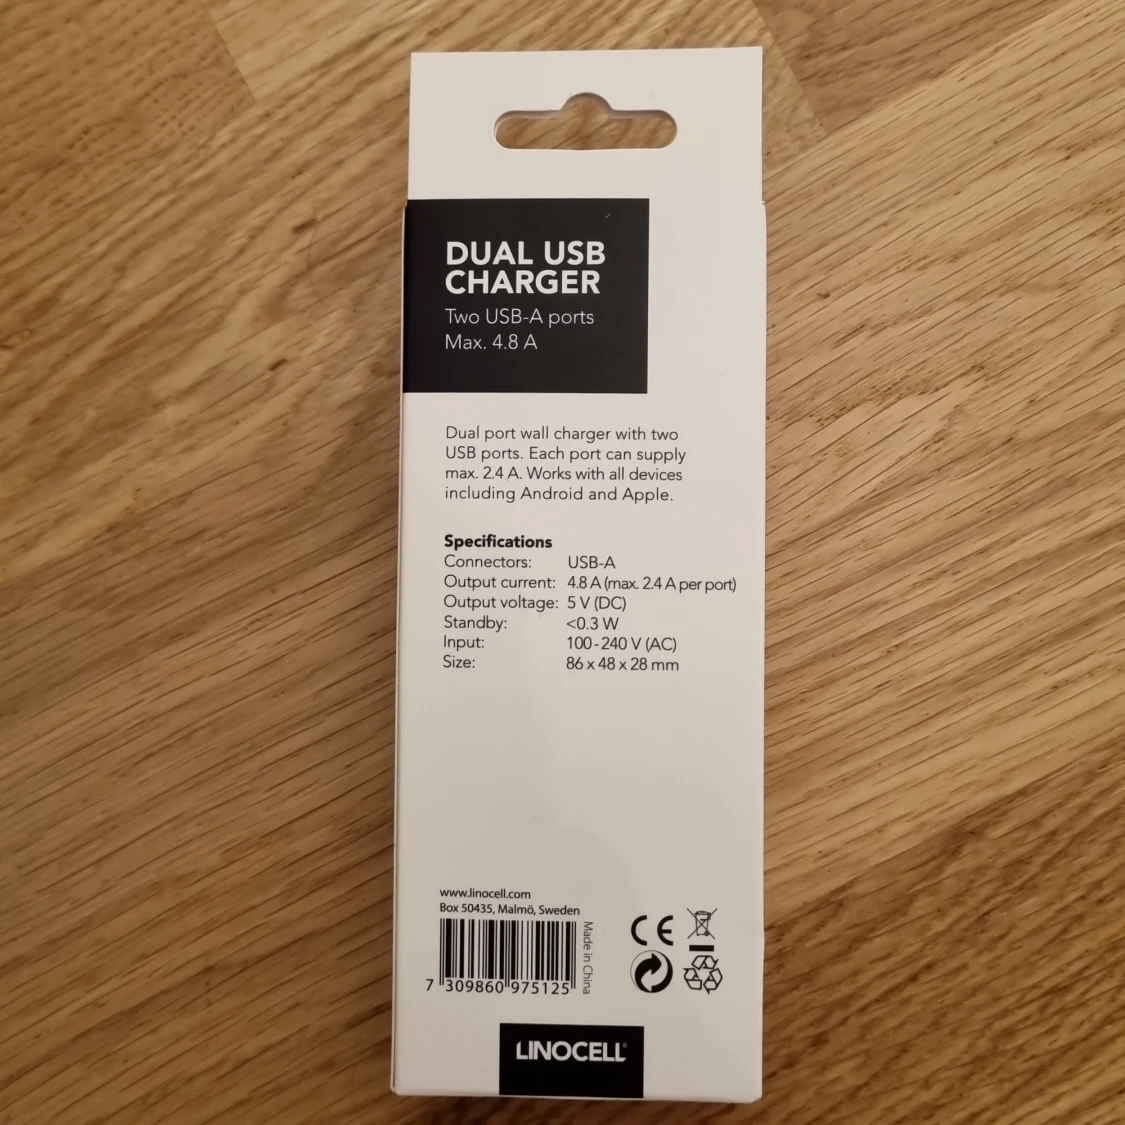 DUAL USB
CHARGER
Two USB-A ports
Max. 4.8 A
Dual port wall charger with two
USB ports. Each port can supply
max. 2.4 A. Works with all devices
including Android and Apple.
Specifications
Connectors: USB-A
Output current: 4.8 A (max. 2.4 A per port)
Output voltage: 5 V (DC)
Standby: <0.3 W
Input: 100-240 V (AC)
Size: 86 x 48 x 28 mm
www.linocell.com
Box 50435, Malmö, Sweden
Made in China
7 309860 975125
CE
LINOCELL